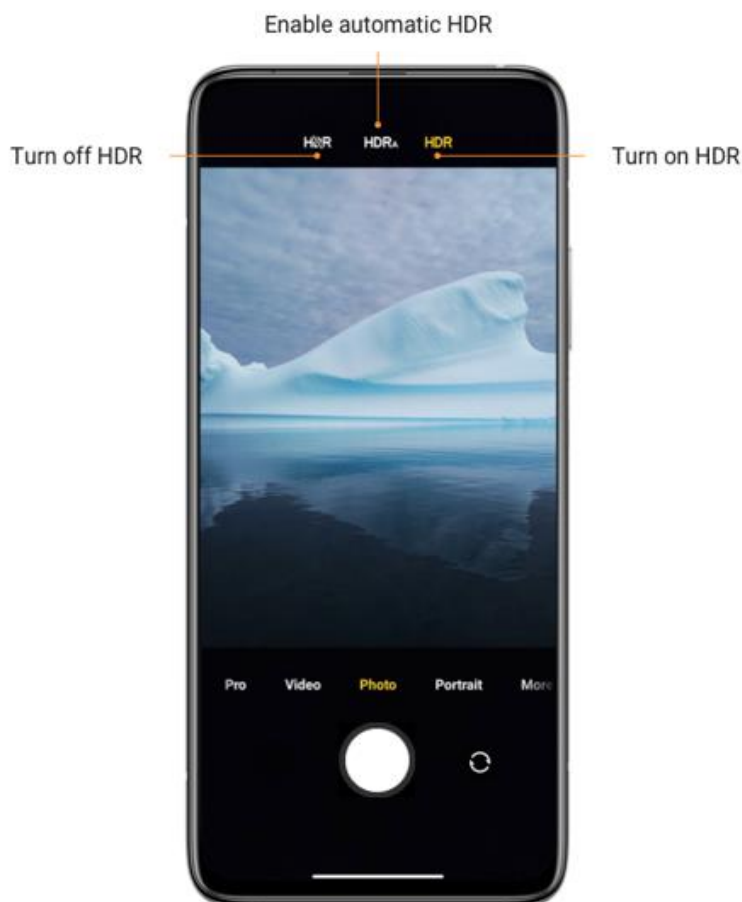 Enable automatic HDR
Turn off HDR
HDR
HDRA
HDR
Turn on HDR
Pro
Video
Photo
Portrait
More